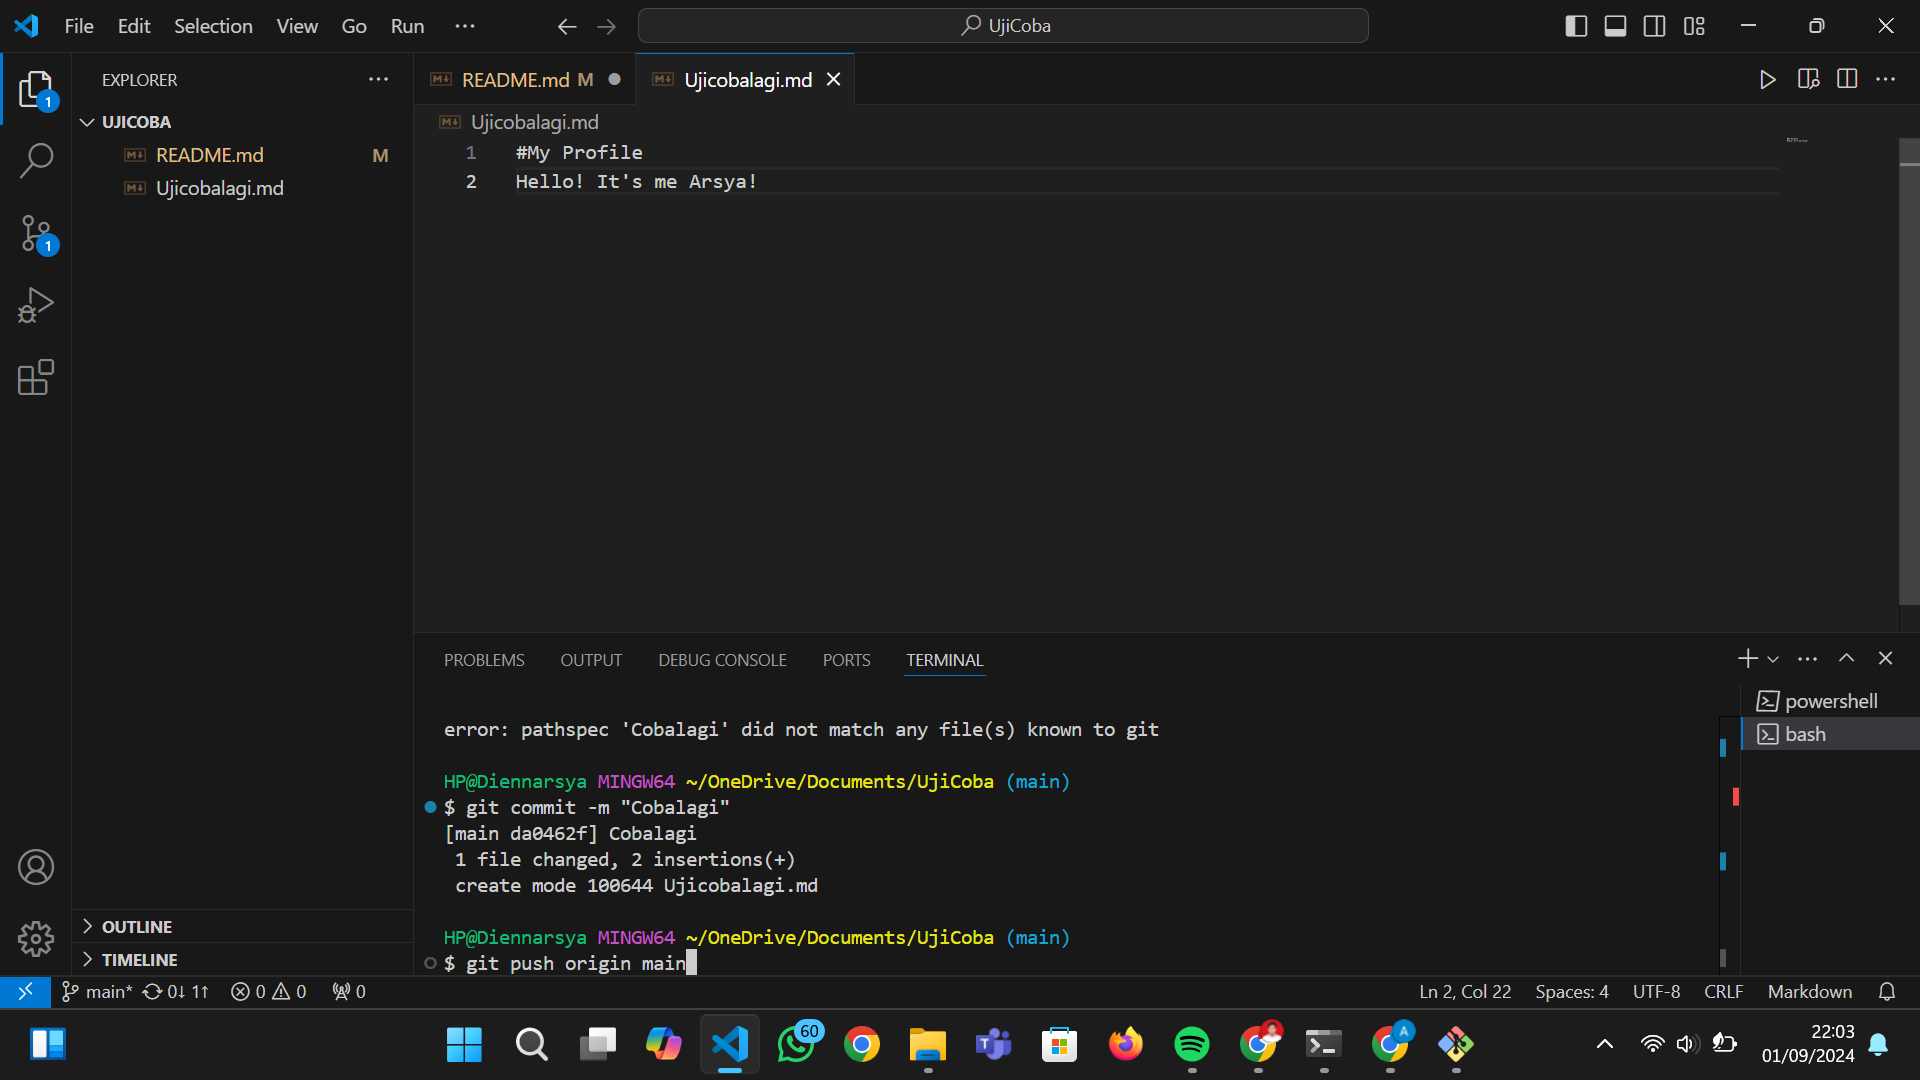 File Edit Selection View Go Run ··· UjiCoba
EXPLORER ···
README.md M
Ujicobalagi.md
1
UJICOBA
Ujicobalagi.md
README.md M
1 #My Profile
Ujicobalagi.md
2 Hello! It's me Arsya!
1
PROBLEMS OUTPUT DEBUG CONSOLE PORTS TERMINAL
powershell
bash
error: pathspec 'Cobalagi' did not match any file(s) known to git
HP@Diennarsya MINGW64 ~/OneDrive/Documents/UjiCoba (main)
$ git commit -m "Cobalagi"
[main da0462f] Cobalagi
1 file changed, 2 insertions(+)
create mode 100644 Ujicobalagi.md
HP@Diennarsya MINGW64 ~/OneDrive/Documents/UjiCoba (main)
$ git push origin main
OUTLINE
TIMELINE
main* 0↓ 1↑ 0 0 0 Ln 2, Col 22 Spaces: 4 UTF-8 CRLF Markdown
60
A
22:03
01/09/2024